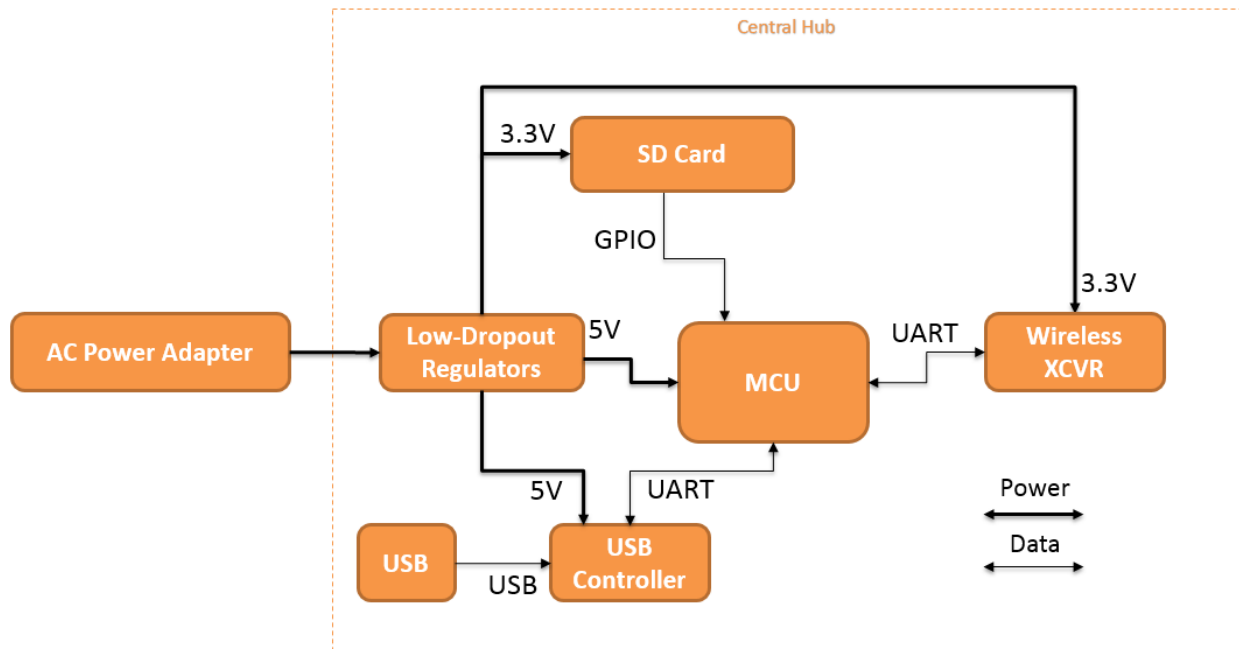 Central Hub
3.3V
SD Card
GPIO
3.3V
AC Power Adapter
Low-Dropout
Regulators
5V
MCU
UART
Wireless
XCVR
5V
UART
Power
Data
USB
USB
USB
Controller